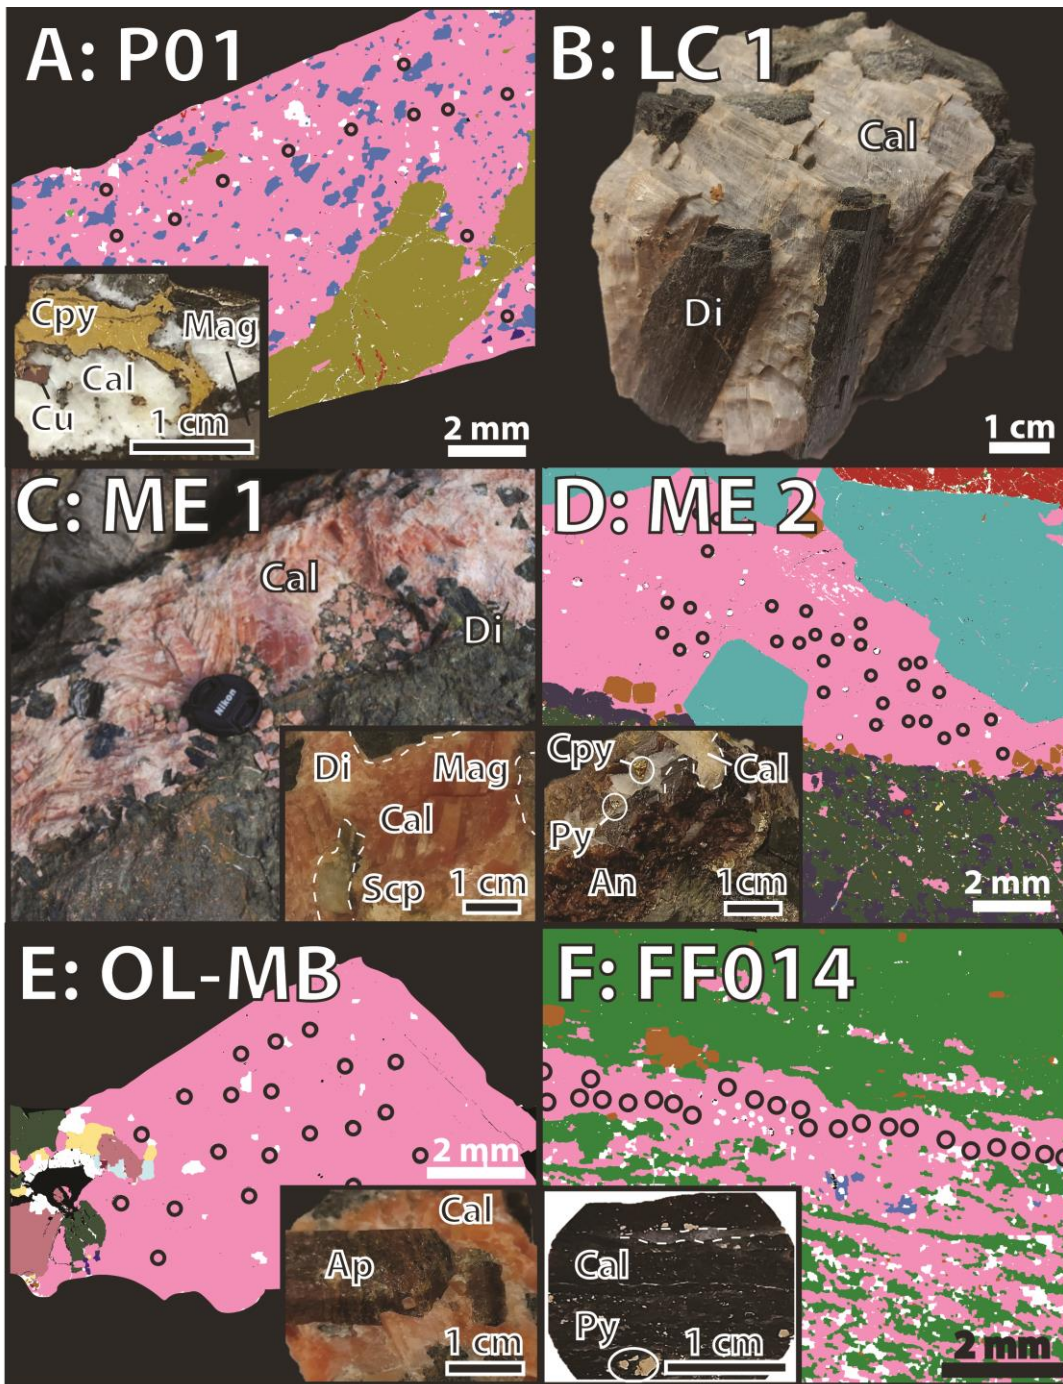 A: P01
Cpy
Mag
Cal
Cu
1 cm
2 mm
B: LC 1
Cal
Di
1 cm
C: ME 1
Cal
Di
Nikon
Di
Mag
Cal
Scp
1 cm
D: ME 2
Cpy
Cal
Py
An
1cm
2 mm
E: OL-MB
2 mm
Cal
Ap
1 cm
F: FF014
Cal
Py
1 cm
2 mm